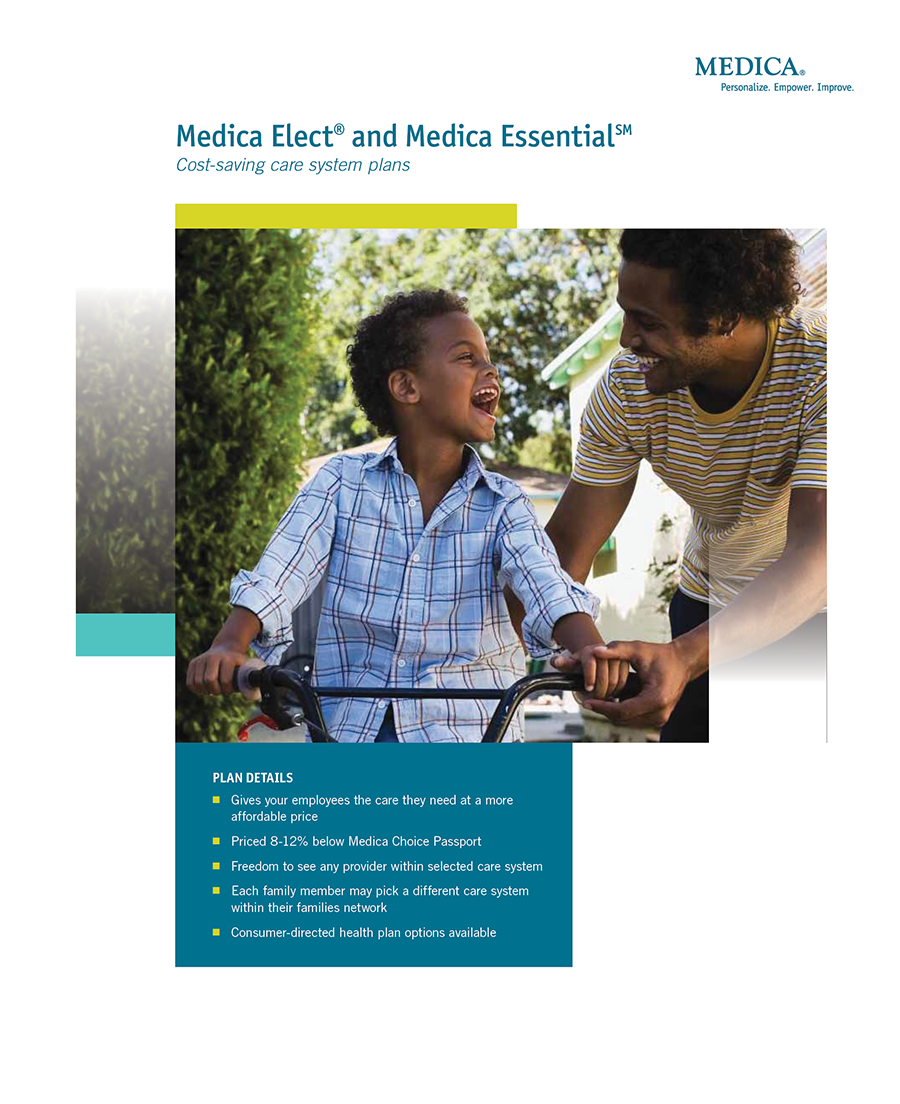 MEDICA®
Personalize. Empower. Improve.
Medica Elect® and Medica Essential℠
Cost-saving care system plans
PLAN DETAILS
■ Gives your employees the care they need at a more
affordable price
■ Priced 8-12% below Medica Choice Passport
■ Freedom to see any provider within selected care system
■ Each family member may pick a different care system
within their families network
■ Consumer-directed health plan options available